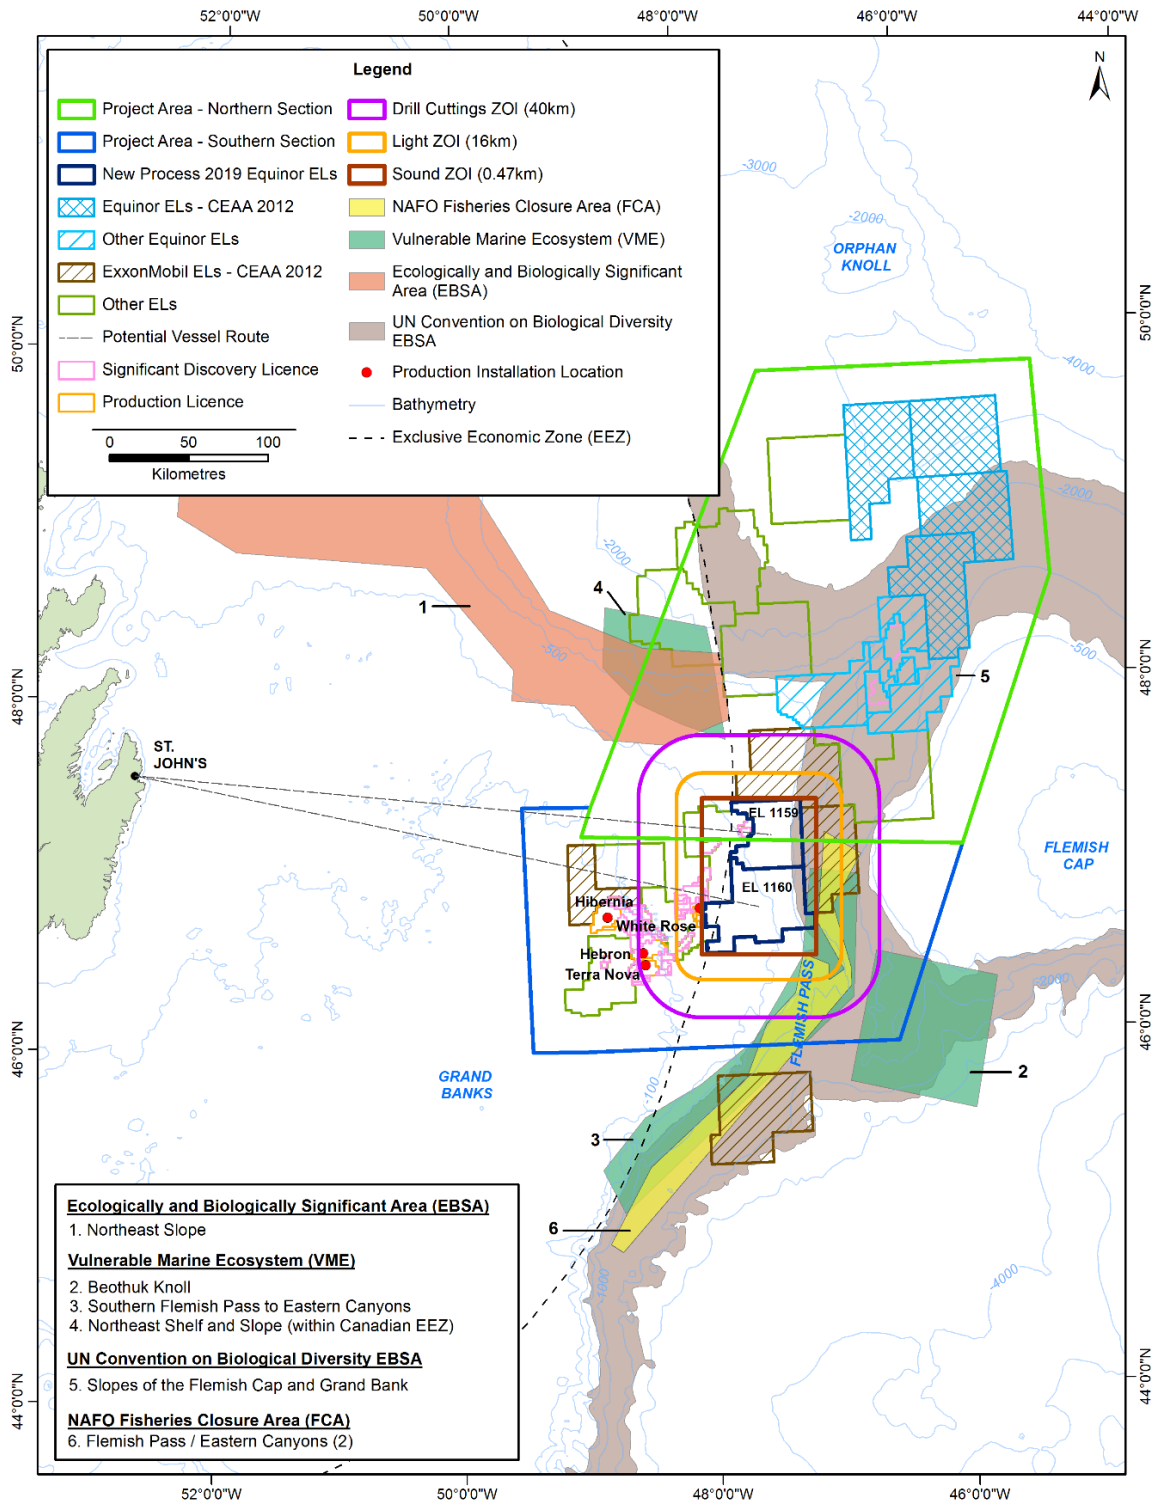 52°0'0"W 50°0'0"W 48°0'0"W 46°0'0"W 44°0'0"W
N
Legend
Project Area - Northern Section
Project Area - Southern Section
New Process 2019 Equinor ELs
Equinor ELs - CEAA 2012
Other Equinor ELs
ExxonMobil ELs - CEAA 2012
Other ELs
Potential Vessel Route
Significant Discovery Licence
Production Licence
0 50 100
Kilometres
Drill Cuttings ZOI (40km)
Light ZOI (16km)
Sound ZOI (0.47km)
NAFO Fisheries Closure Area (FCA)
Vulnerable Marine Ecosystem (VME)
Ecologically and Biologically Significant
Area (EBSA)
UN Convention on Biological Diversity
EBSA
Production Installation Location
Bathymetry
Exclusive Economic Zone (EEZ)
-3000
-2000
ORPHAN
KNOLL
50°0'0"N
50°0'0"N
-4000
-2000
-2000
4
1
-500
-500
5
48°0'0"N
48°0'0"N
ST.
JOHN'S
EL 1159
FLEMISH
CAP
EL 1160
Hibernia
White Rose
Hebron
Terra Nova
FLEMISH PASS
-2000
46°0'0"N
46°0'0"N
GRAND
BANKS
-100
2
3
6
-1000
-4000
44°0'0"N
44°0'0"N
Ecologically and Biologically Significant Area (EBSA)
1. Northeast Slope
Vulnerable Marine Ecosystem (VME)
2. Beothuk Knoll
3. Southern Flemish Pass to Eastern Canyons
4. Northeast Shelf and Slope (within Canadian EEZ)
UN Convention on Biological Diversity EBSA
5. Slopes of the Flemish Cap and Grand Bank
NAFO Fisheries Closure Area (FCA)
6. Flemish Pass / Eastern Canyons (2)
52°0'0"W 50°0'0"W 48°0'0"W 46°0'0"W